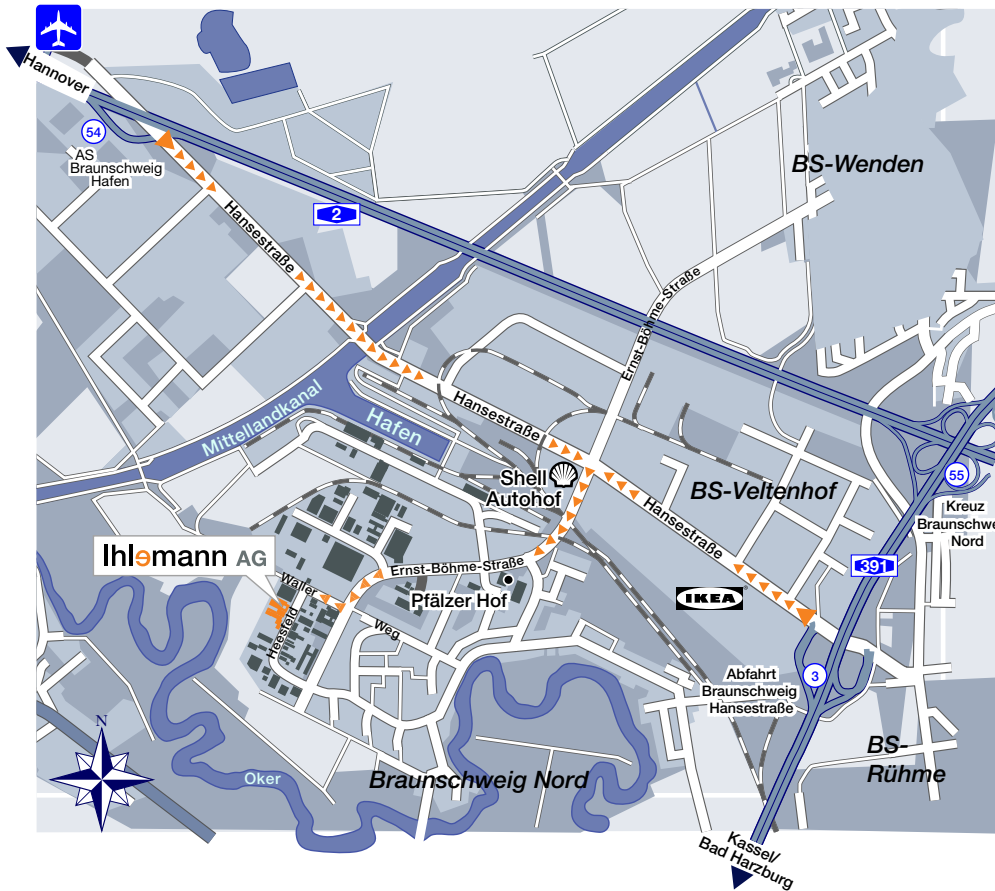 Hannover
54
AS
Braunschweig
Hafen
2
Hansestraße
BS-Wenden
Ernst-Böhme-Straße
Mittellandkanal
Hafen
Hansestraße
Shell
Autohof
BS-Veltenhof
55
Kreuz
Braunschwe
Nord
Hansestraße
391
Ihlemann AG
Ernst-Böhme-Straße
Waller
Weg
Heesfeld
Pfälzer Hof
IKEA
3
Abfahrt
Braunschweig
Hansestraße
BS-
Rühme
N
Oker
Braunschweig Nord
Kassel/
Bad Harzburg